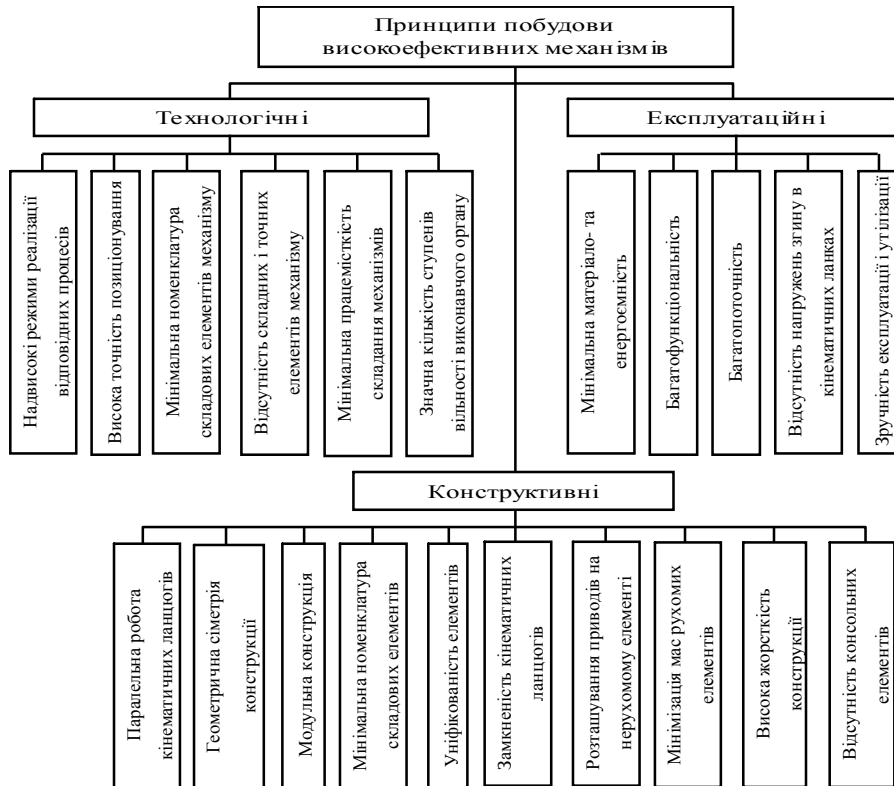 Принципи побудови
високоефективних механізмів
Технологічні
Експлуатаційні
Надвисокі режими реалізації
відповідних процесів
Висока точність позиціонування
Мінімальна номенклатура
складових елементів механізму
Відсутність складних і точних
елементів механізму
Мінімальна працемісткість
складання механізмів
Значна кількість ступенів
вільності виконавчого органу
Мінімальна матеріало- та
енергоємність
Багатофункціональність
Багатопоточність
Відсутність напружень згину в
кінематичних ланках
Зручність експлуатації і утилізації
Конструктивні
Паралельна робота
кінематичних ланцюгів
Геометрична сіметрія
конструкції
Модульна конструкція
Мінімальна номенклатура
складових елементів
Уніфікованість елементів
Замкненість кінематичних
ланцюгів
Розташування приводів на
нерухомому елементі
Мінімізація мас рухомих
елементів
Висока жорсткість
конструкції
Відсутність консольних
елементів